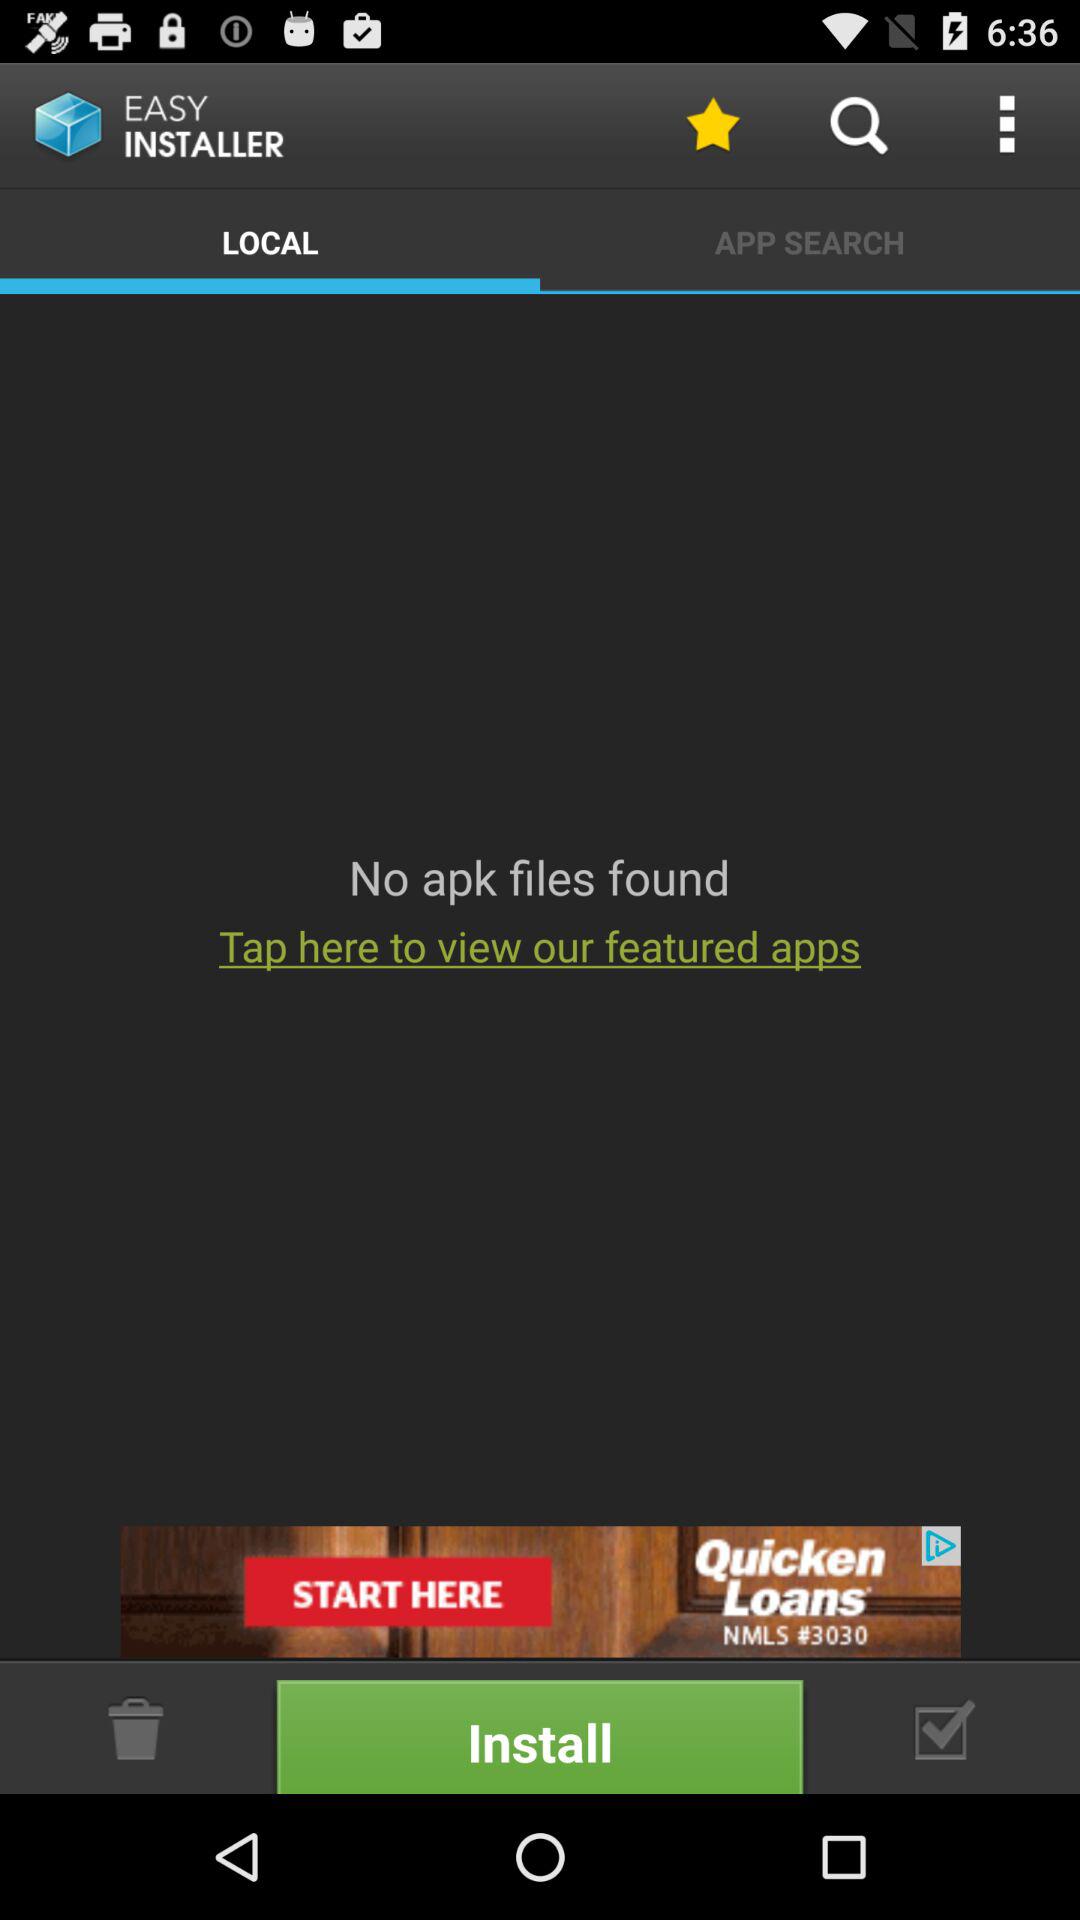 FAKE
6:36
EASY
INSTALLER
LOCAL
APP SEARCH
No apk files found
Tap here to view our featured apps
START HERE
Quicken
Loans
NMLS #3030
Install